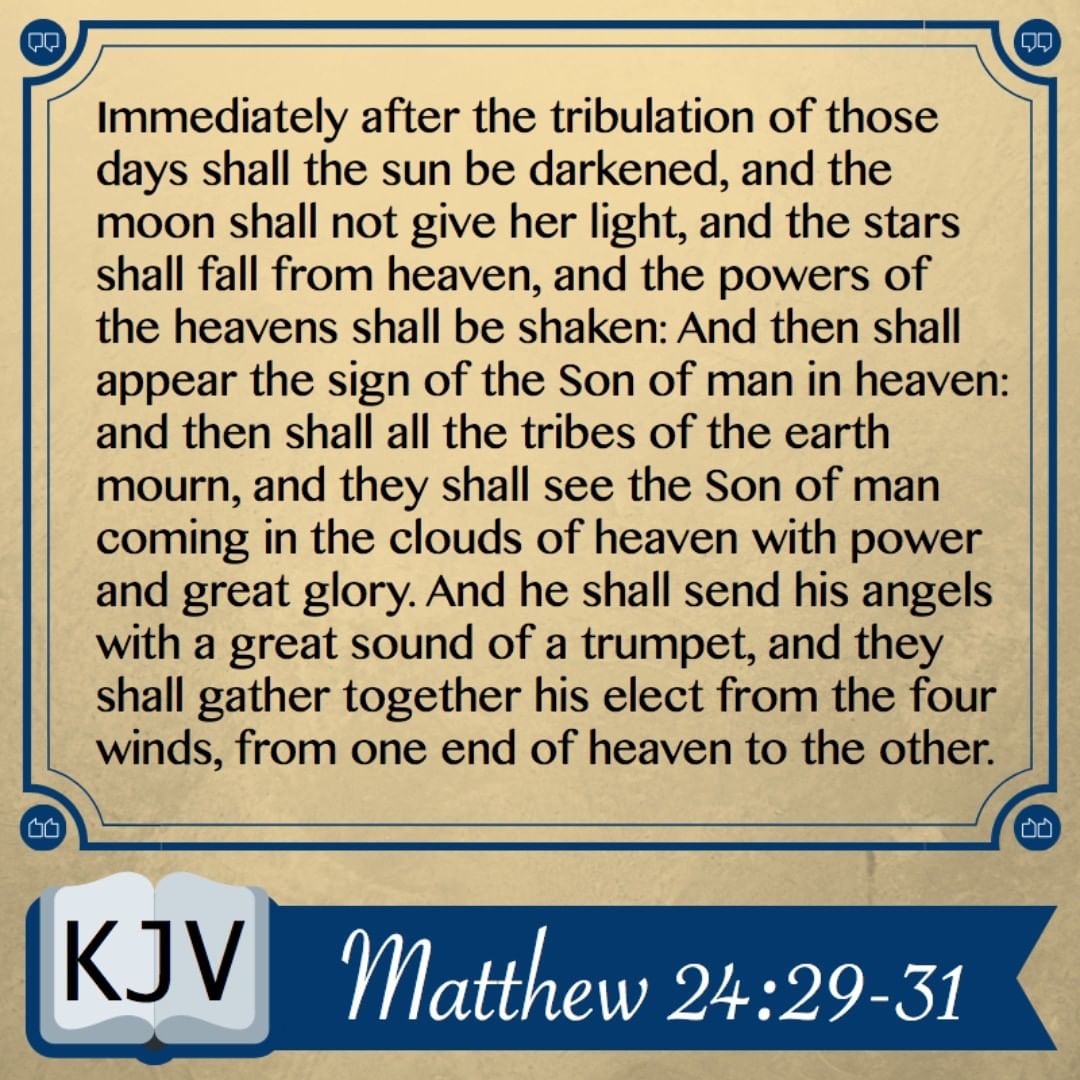 Immediately after the tribulation of those
days shall the sun be darkened, and the
moon shall not give her light, and the stars
shall fall from heaven, and the powers of
the heavens shall be shaken: And then shall
appear the sign of the Son of man in heaven:
and then shall all the tribes of the earth
mourn, and they shall see the Son of man
coming in the clouds of heaven with power
and great glory. And he shall send his angels
with a great sound of a trumpet, and they
shall gather together his elect from the four
winds, from one end of heaven to the other.
KJV
Matthew 24:29-31